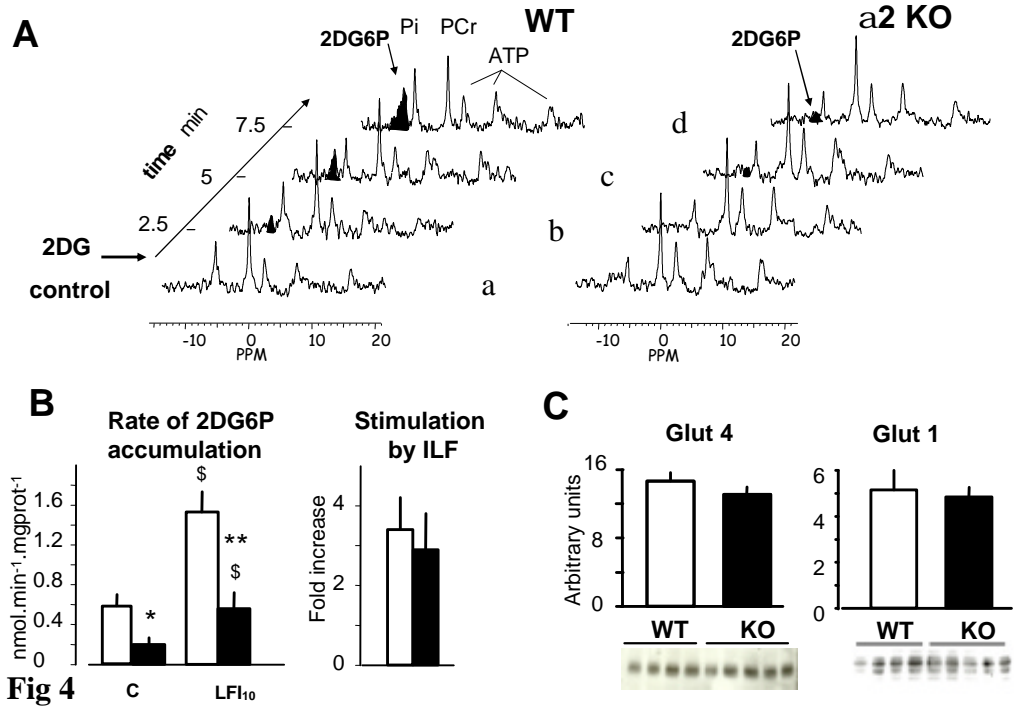 A
WT
a2 KO
2DG6P
Pi
PCr
ATP
2DG6P
time min
7.5
5
2.5
2DG
control
a
b
c
d
-10 0 10 20
PPM
-10 0 10 20
PPM
B
Rate of 2DG6P
accumulation
nmol.min-1.mgprot-1
1.6
1.2
0.8
0.4
0
$
**
$
*
C
LFI10
Stimulation
by ILF
Fold increase
4
2
0
C
Glut 4
Arbitrary units
16
8
0
WT KO
Glut 1
6
4
2
0
WT KO
Fig 4